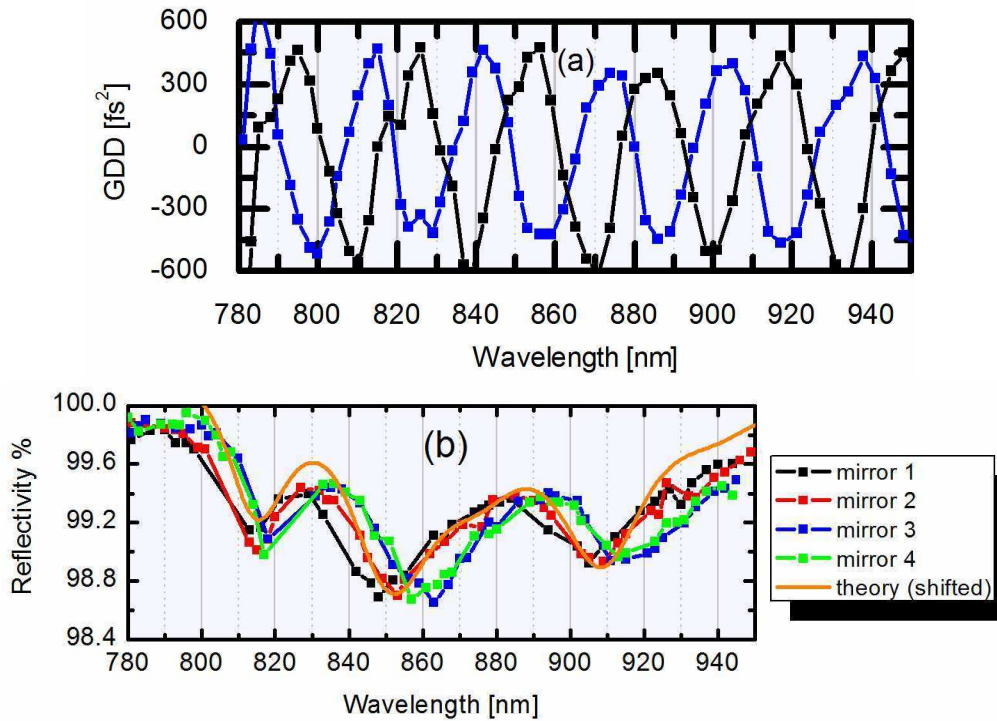 600
300
0
-300
-600
GDD [fs²]
(a)
780 800 820 840 860 880 900 920 940
Wavelength [nm]
100.0
99.6
99.2
98.8
98.4
Reflectivity %
(b)
780 800 820 840 860 880 900 920 940
Wavelength [nm]
mirror 1
mirror 2
mirror 3
mirror 4
theory (shifted)